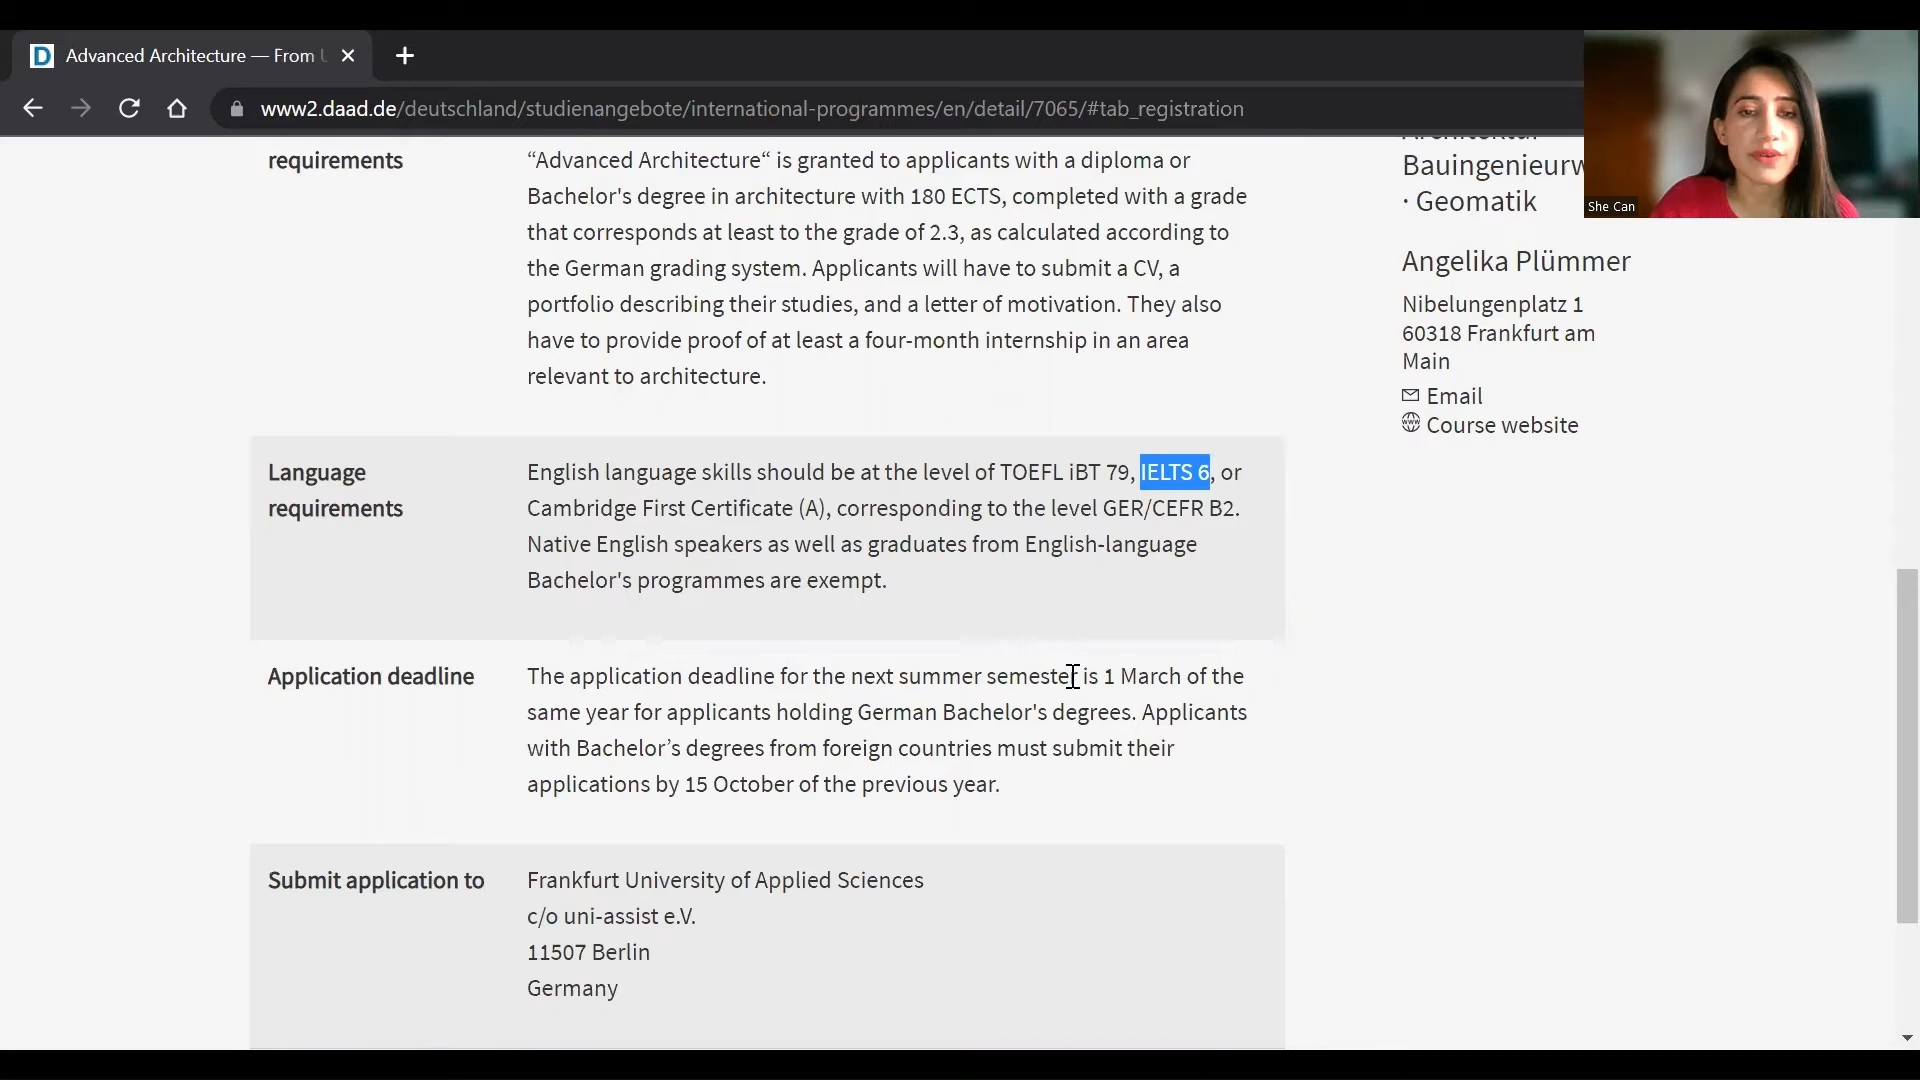 Advanced Architecture — From
www2.daad.de/deutschland/studienangebote/international-programmes/en/detail/7065/#tab_registration
She Can
requirements
“Advanced Architecture“ is granted to applicants with a diploma or
Bachelor's degree in architecture with 180 ECTS, completed with a grade
that corresponds at least to the grade of 2.3, as calculated according to
the German grading system. Applicants will have to submit a CV, a
portfolio describing their studies, and a letter of motivation. They also
have to provide proof of at least a four-month internship in an area
relevant to architecture.
Language
requirements
English language skills should be at the level of TOEFL iBT 79, IELTS 6, or
Cambridge First Certificate (A), corresponding to the level GER/CEFR B2.
Native English speakers as well as graduates from English-language
Bachelor's programmes are exempt.
Application deadline
The application deadline for the next summer semester is 1 March of the
same year for applicants holding German Bachelor's degrees. Applicants
with Bachelor’s degrees from foreign countries must submit their
applications by 15 October of the previous year.
Submit application to
Frankfurt University of Applied Sciences
c/o uni-assist e.V.
11507 Berlin
Germany
· Geomatik
Angelika Plümmer
Nibelungenplatz 1
60318 Frankfurt am
Main
Email
Course website